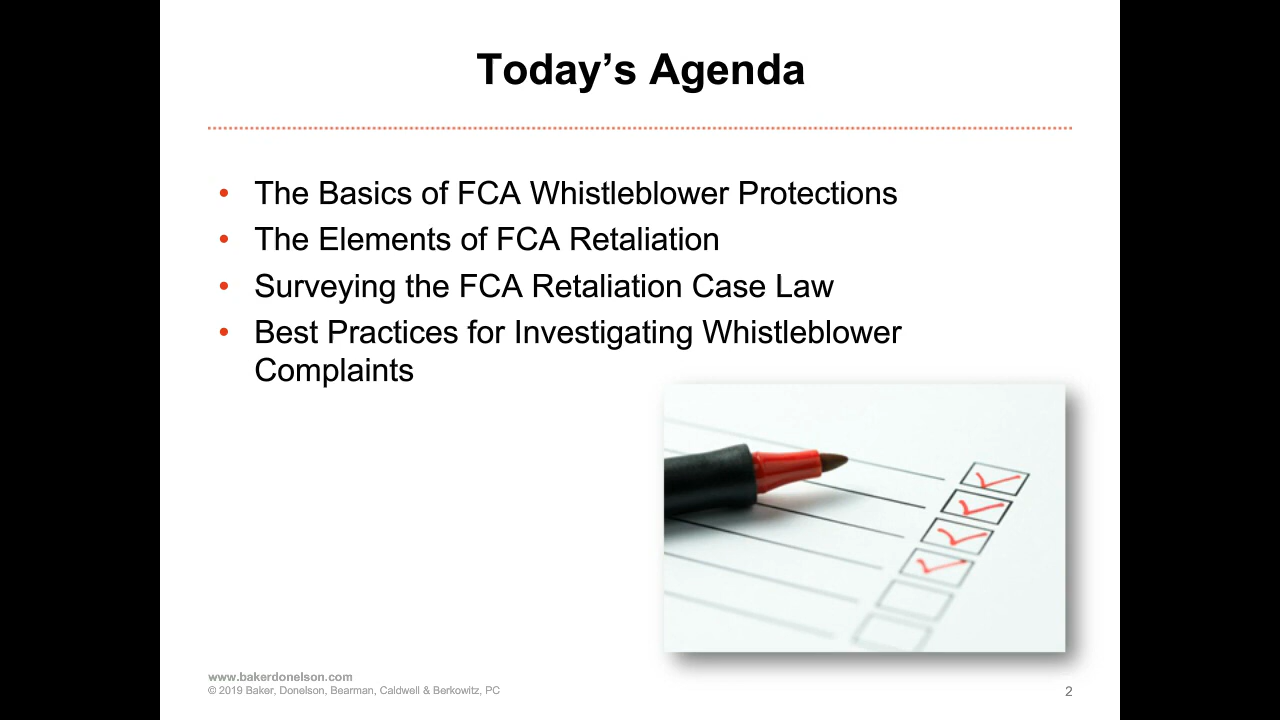 Today’s Agenda
• The Basics of FCA Whistleblower Protections
• The Elements of FCA Retaliation
• Surveying the FCA Retaliation Case Law
• Best Practices for Investigating Whistleblower
Complaints
www.bakerdonelson.com
© 2019 Baker, Donelson, Bearman, Caldwell & Berkowitz, PC
2